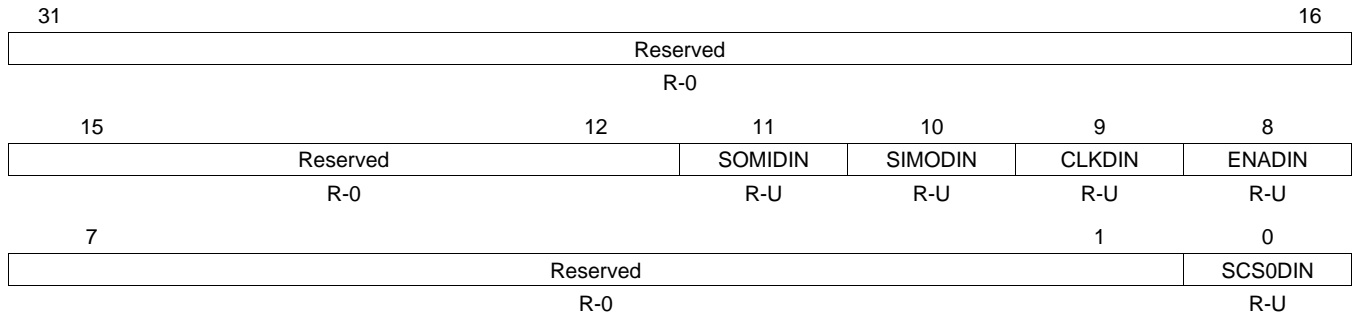 31 16
Reserved
R-0
15 12 11 10 9 8
Reserved SOMIDIN SIMODIN CLKDIN ENADIN
R-0 R-U R-U R-U R-U
7 1 0
Reserved SCS0DIN
R-0 R-U